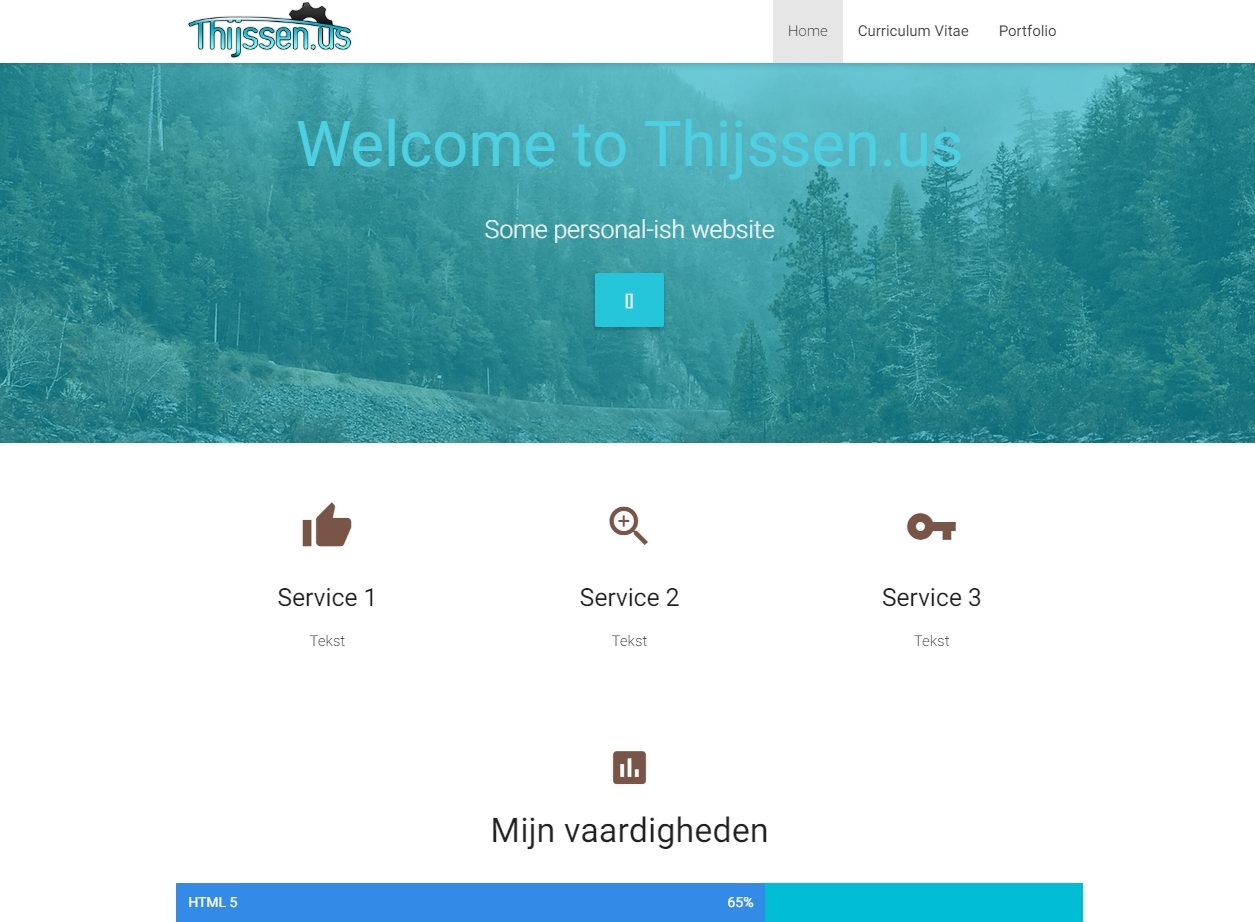 Thijssen.us
Home Curriculum Vitae Portfolio
Welcome to Thijssen.us
Some personal-ish website
Service 1 Service 2 Service 3
Tekst Tekst Tekst
Mijn vaardigheden
HTML 5 65%